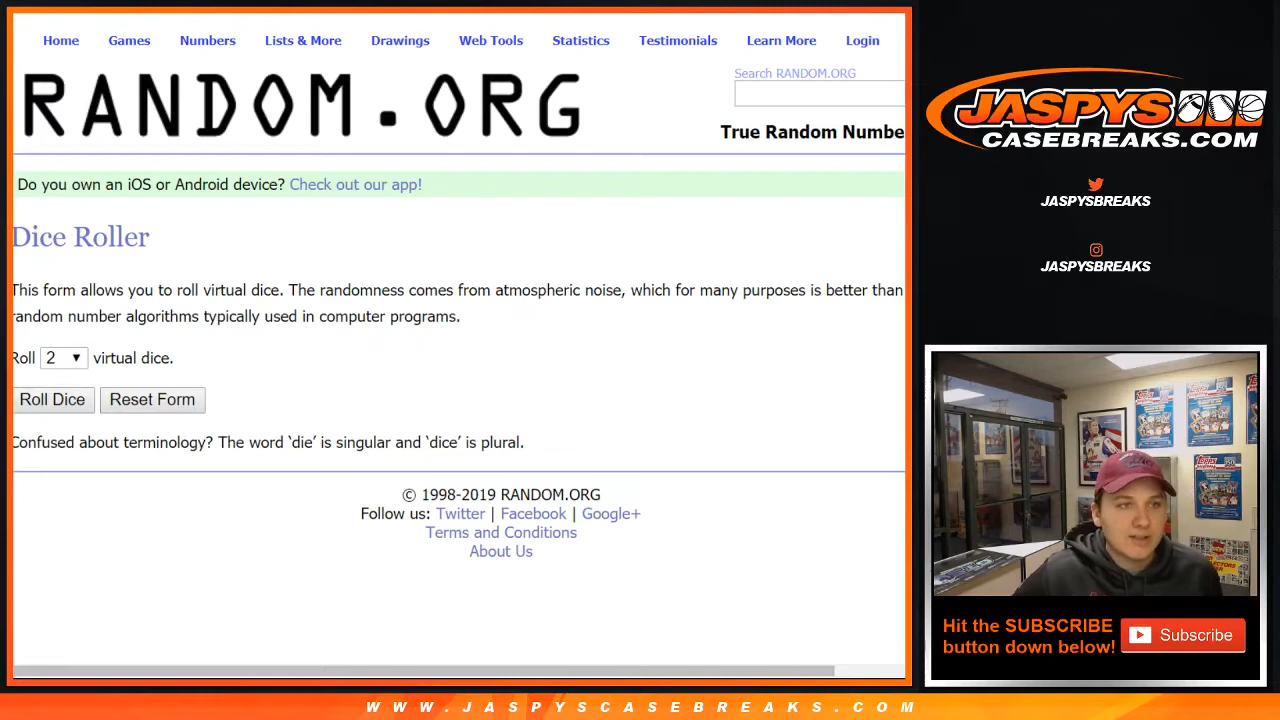 Home Games Numbers Lists & More Drawings Web Tools Statistics Testimonials Learn More Login
RANDOM.ORG
Search RANDOM.ORG
True Random Numbe
Do you own an iOS or Android device? Check out our app!
Dice Roller
This form allows you to roll virtual dice. The randomness comes from atmospheric noise, which for many purposes is better than
random number algorithms typically used in computer programs.
Roll 2 virtual dice.
Roll Dice Reset Form
Confused about terminology? The word ‘die’ is singular and ‘dice’ is plural.
© 1998-2019 RANDOM.ORG
Follow us: Twitter | Facebook | Google+
Terms and Conditions
About Us
JASPYS
CASEBREAKS.COM
JASPYSBREAKS
JASPYSBREAKS
Topps
Topps
Hit the SUBSCRIBE
button down below!
Subscribe
WWW.JASPYSCASEBREAKS.COM